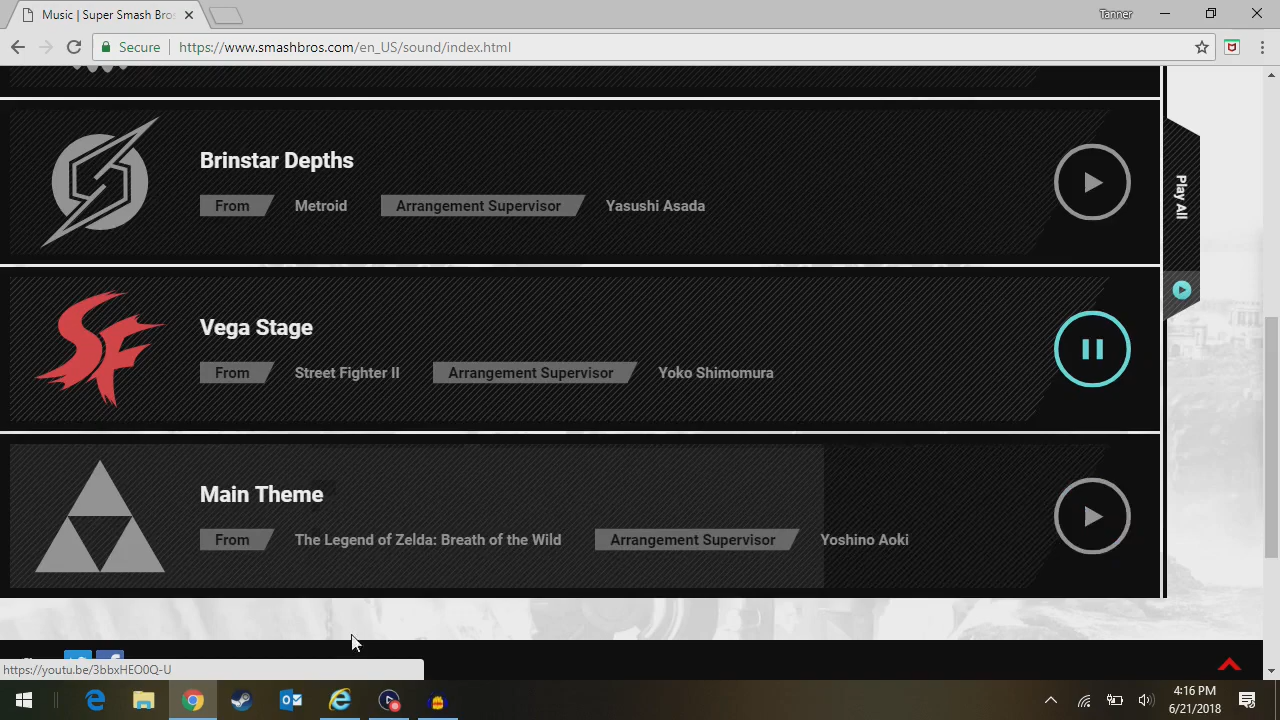 Music | Super Smash Bros
Tanner
Secure
https://www.smashbros.com/en_US/sound/index.html
Brinstar Depths
From Metroid Arrangement Supervisor Yasushi Asada
Play All
Vega Stage
From Street Fighter II Arrangement Supervisor Yoko Shimomura
Main Theme
From The Legend of Zelda: Breath of the Wild Arrangement Supervisor Yoshino Aoki
https://youtu.be/3bbxHEO0Q-U
4:16 PM
6/21/2018